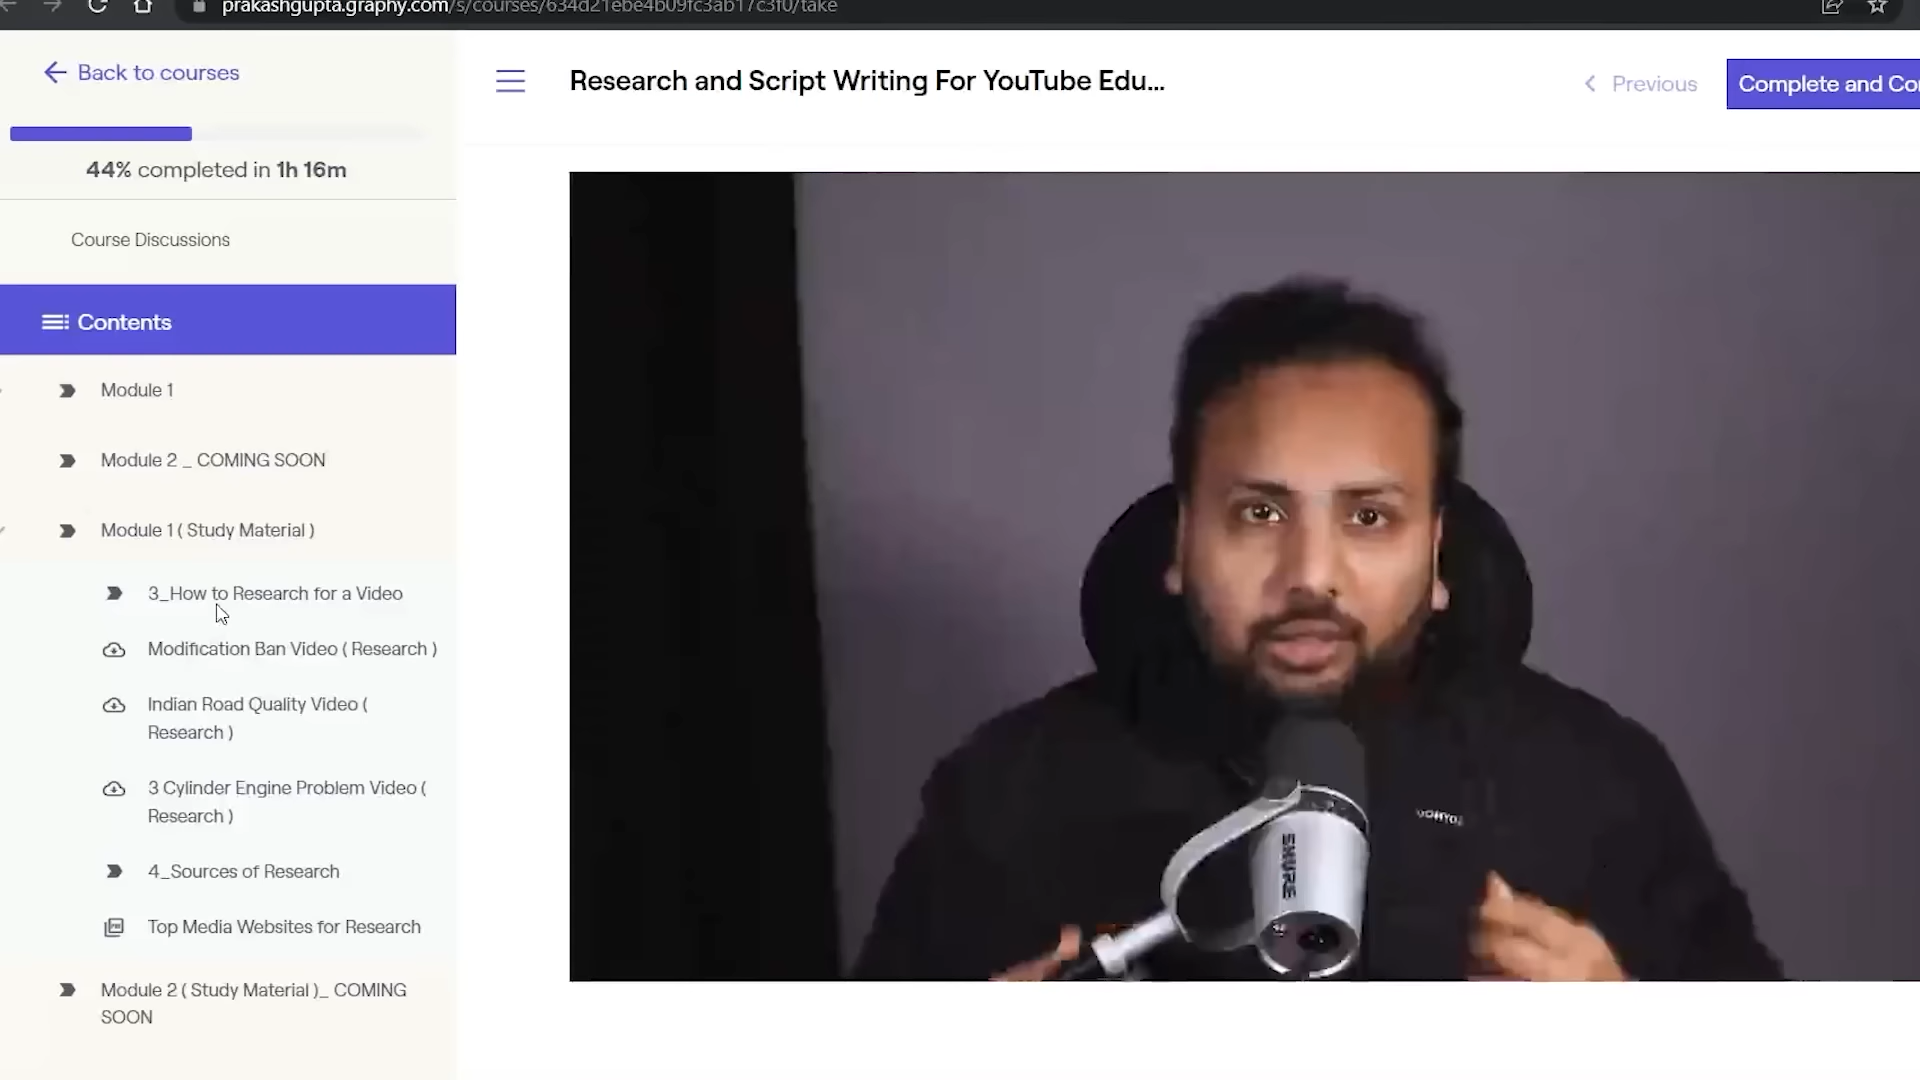 prakashgupta.graphy.com/s/courses/634d21ebe4b09fc3ab17c3f0/take
Back to courses
44% completed in 1h 16m
Course Discussions
Contents
Module 1
Module 2 _ COMING SOON
Module 1 ( Study Material )
3_How to Research for a Video
Modification Ban Video ( Research )
Indian Road Quality Video (
Research )
3 Cylinder Engine Problem Video (
Research )
4_Sources of Research
Top Media Websites for Research
Module 2 ( Study Material )_ COMING
SOON
Research and Script Writing For YouTube Edu...
Previous
Complete and Co
SHURE